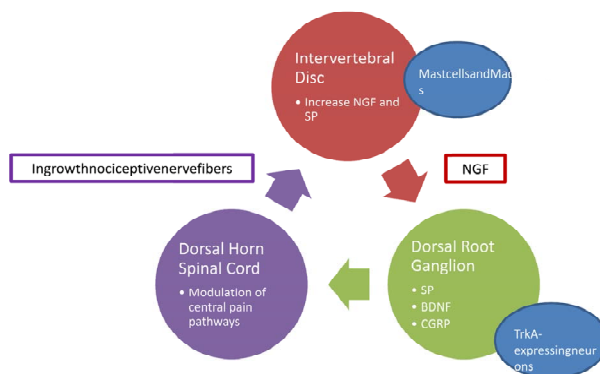 Intervertebral
Disc
• Increase NGF and
SP
MastcellsandMac
s
Ingrowthnociceptivenervefibers
NGF
Dorsal Horn
Spinal Cord
• Modulation of
central pain
pathways
Dorsal Root
Ganglion
• SP
• BDNF
• CGRP
TrkA-
expressingneur
ons